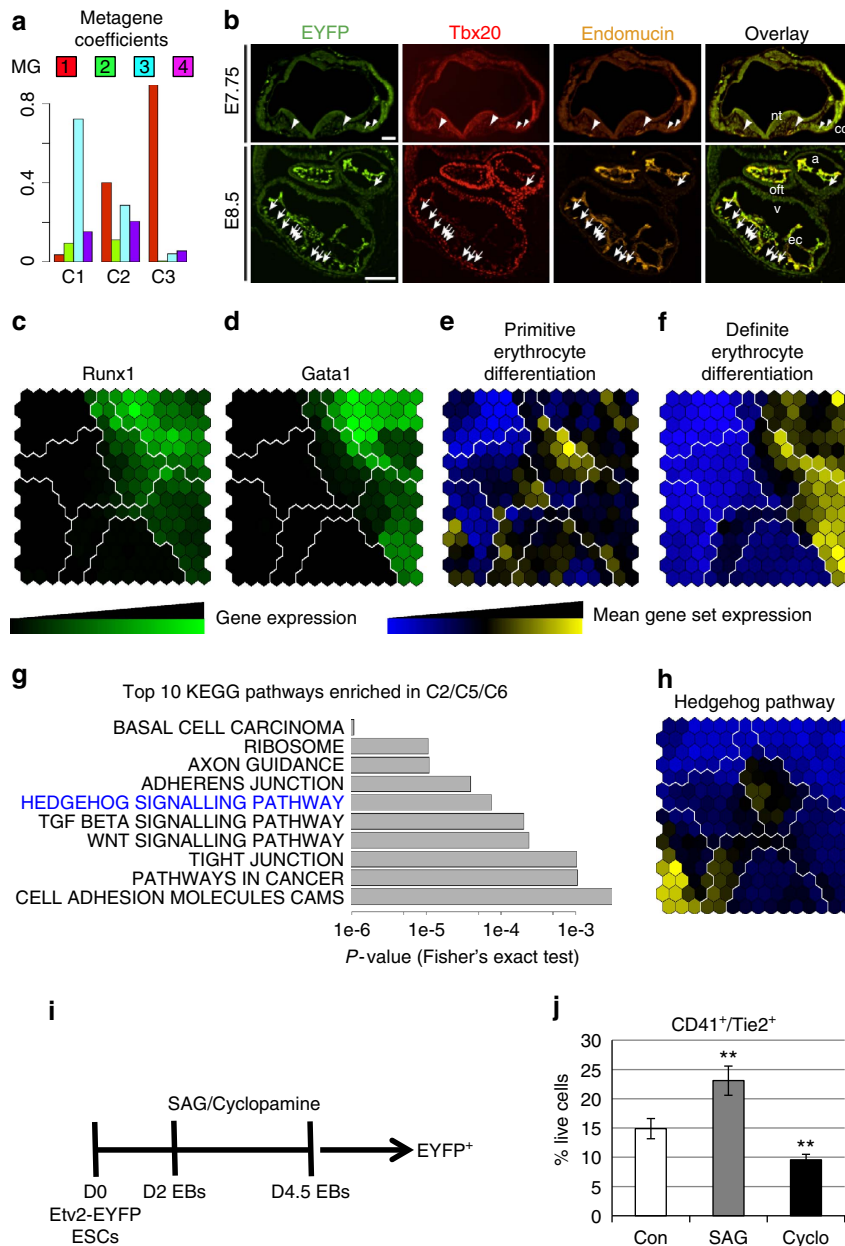 a
Metagene
coefficients
MG 1 2 3 4
0.8
0.4
0
C1 C2 C3
b
EYFP Tbx20 Endomucin Overlay
E7.75
nt
E8.5
a
oft
v
ec
c
Runx1
d
Gata1
e
Primitive
erythrocyte
differentiation
f
Definite
erythrocyte
differentiation
Gene expression
Mean gene set expression
g
Top 10 KEGG pathways enriched in C2/C5/C6
BASAL CELL CARCINOMA
RIBOSOME
AXON GUIDANCE
ADHERENS JUNCTION
HEDGEHOG SIGNALLING PATHWAY
TGF BETA SIGNALLING PATHWAY
WNT SIGNALLING PATHWAY
TIGHT JUNCTION
PATHWAYS IN CANCER
CELL ADHESION MOLECULES CAMS
1e-6 1e-5 1e-4 1e-3
P-value (Fisher's exact test)
h
Hedgehog pathway
i
SAG/Cyclopamine
EYFP+
D0 D2 EBs D4.5 EBs
Etv2-EYFP
ESCs
j
CD41+/Tie2+
% live cells
30
25
20
15
10
5
0
**
**
Con SAG Cyclo